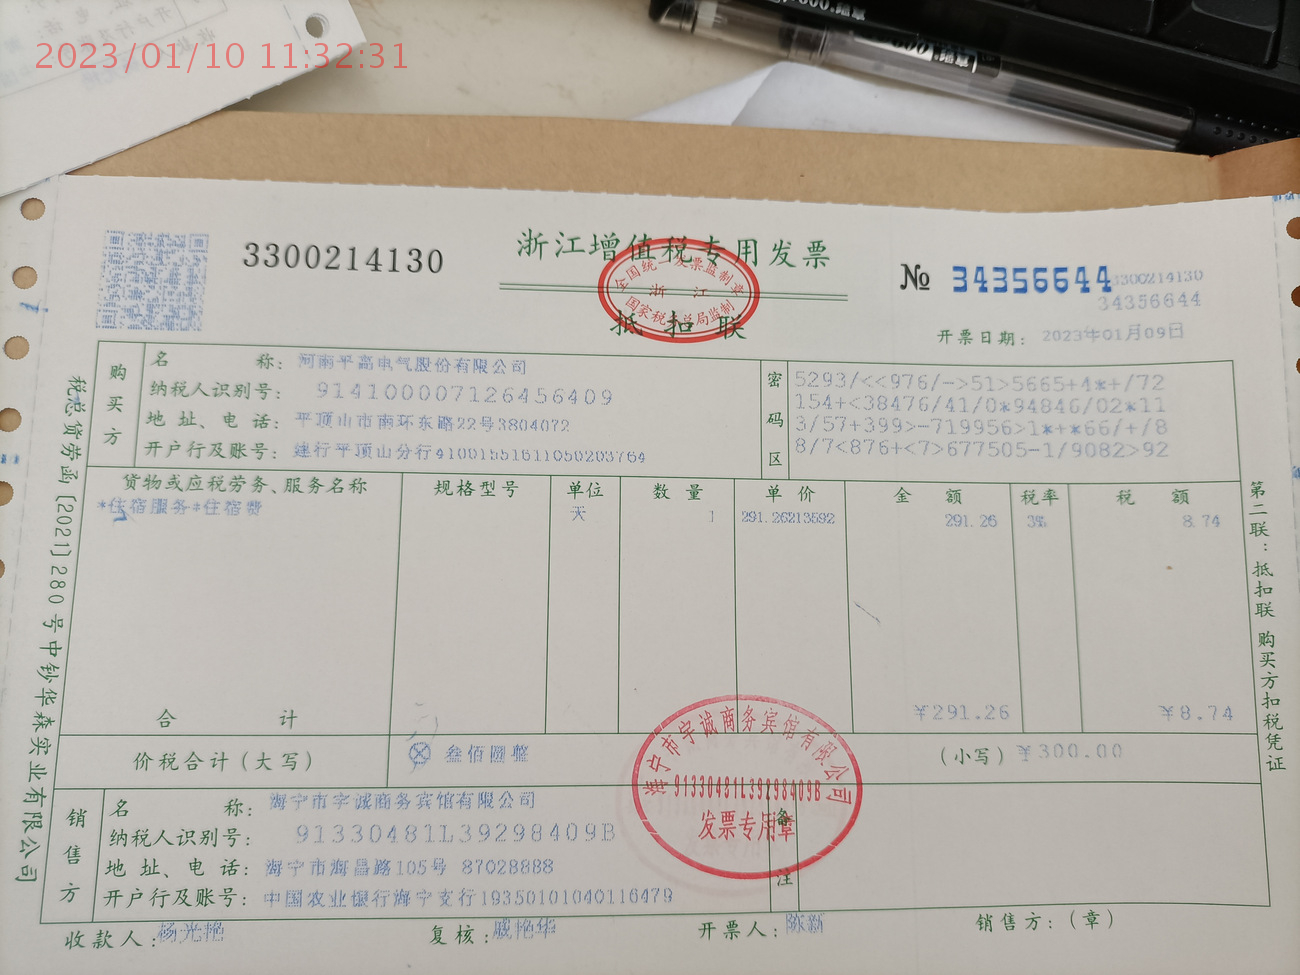 2023/01/10 11:32:31
3300214130
浙江增值税专用发票
全国统一发票监制章
浙 江
国家税务总局监制
抵 扣 联
№ 34356644
3300214130
34356644
开票日期: 2023年01月09日
税总货劳函〔2021〕280号中钞华森实业有限公司
购买方
名 称: 河南平高电气股份有限公司
纳税人识别号: 914100007126456409
地 址、电 话: 平顶山市南环东路22号3804072
开户行及账号: 建行平顶山分行41001551611050203764
密码区
5293/<<976/->51>5665+4*+/72
154+<38476/41/0*94846/02*11
3/57+399>-719956>1*+*66/+/8
8/7<876+<7>677505-1/9082>92
货物或应税劳务、服务名称 规格型号 单位 数 量 单 价 金 额 税率 税 额
*住宿服务*住宿费 天 1 291.26213592 291.26 3% 8.74
合 计 ¥291.26 ¥8.74
价税合计(大写) ⊗ 叁佰圆整 (小写) ¥300.00
销售方
名 称: 海宁市宇诚商务宾馆有限公司
纳税人识别号: 91330481L39298409B
地 址、电 话: 海宁市海昌路105号 87028888
开户行及账号: 中国农业银行海宁支行19350101040116479
备注
海宁市宇诚商务宾馆有限公司
91330481L39298409B
发票专用章
收款人: 杨光艳 复核: 戚艳华 开票人: 陈新 销售方:(章)
第二联:抵扣联 购买方扣税凭证